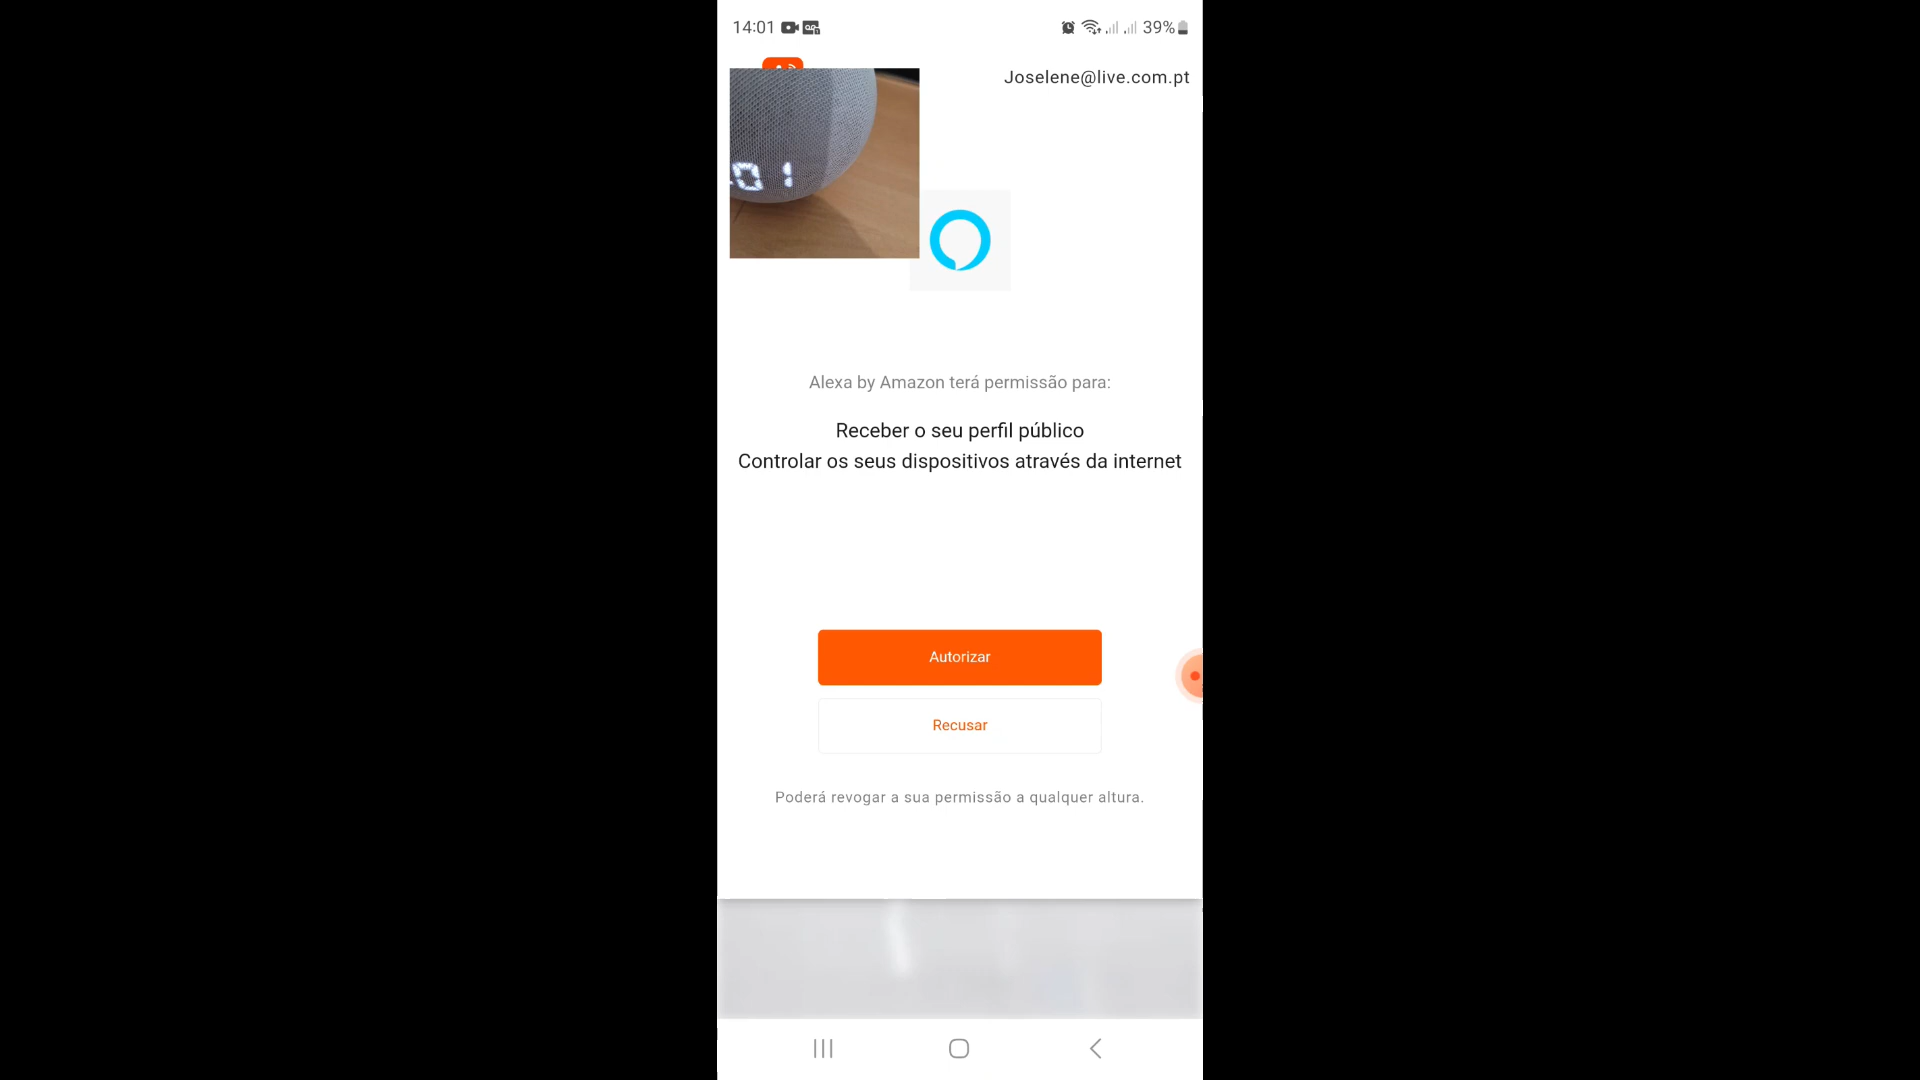 14:01
39%
Joselene@live.com.pt
01
Alexa by Amazon terá permissão para:
Receber o seu perfil público
Controlar os seus dispositivos através da internet
Autorizar
Recusar
Poderá revogar a sua permissão a qualquer altura.